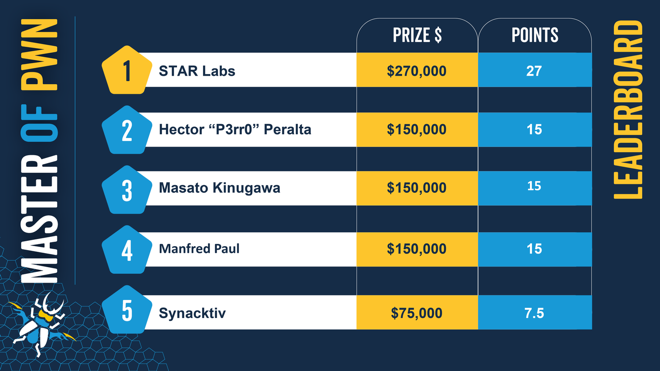 MASTER OF PWN
LEADERBOARD
PRIZE $ POINTS
1 STAR Labs $270,000 27
2 Hector “P3rr0” Peralta $150,000 15
3 Masato Kinugawa $150,000 15
4 Manfred Paul $150,000 15
5 Synacktiv $75,000 7.5